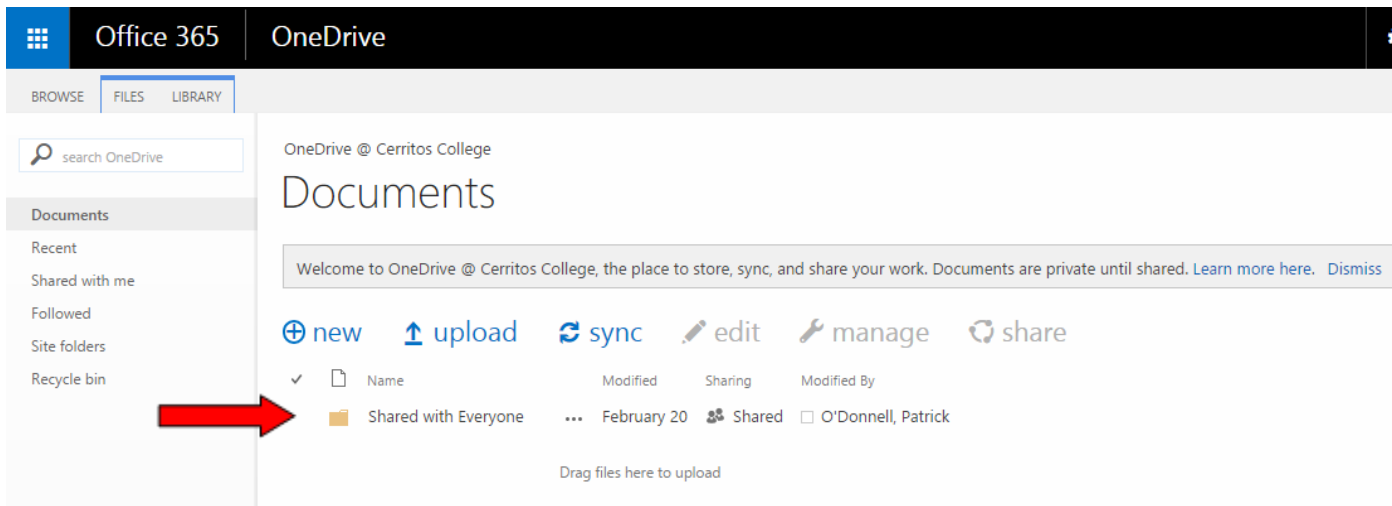 Office 365 OneDrive
BROWSE FILES LIBRARY
search OneDrive
Documents
Recent
Shared with me
Followed
Site folders
Recycle bin
OneDrive @ Cerritos College
Documents
Welcome to OneDrive @ Cerritos College, the place to store, sync, and share your work. Documents are private until shared. Learn more here. Dismiss
new upload sync edit manage share
Name Modified Sharing Modified By
Shared with Everyone ... February 20 Shared O'Donnell, Patrick
Drag files here to upload